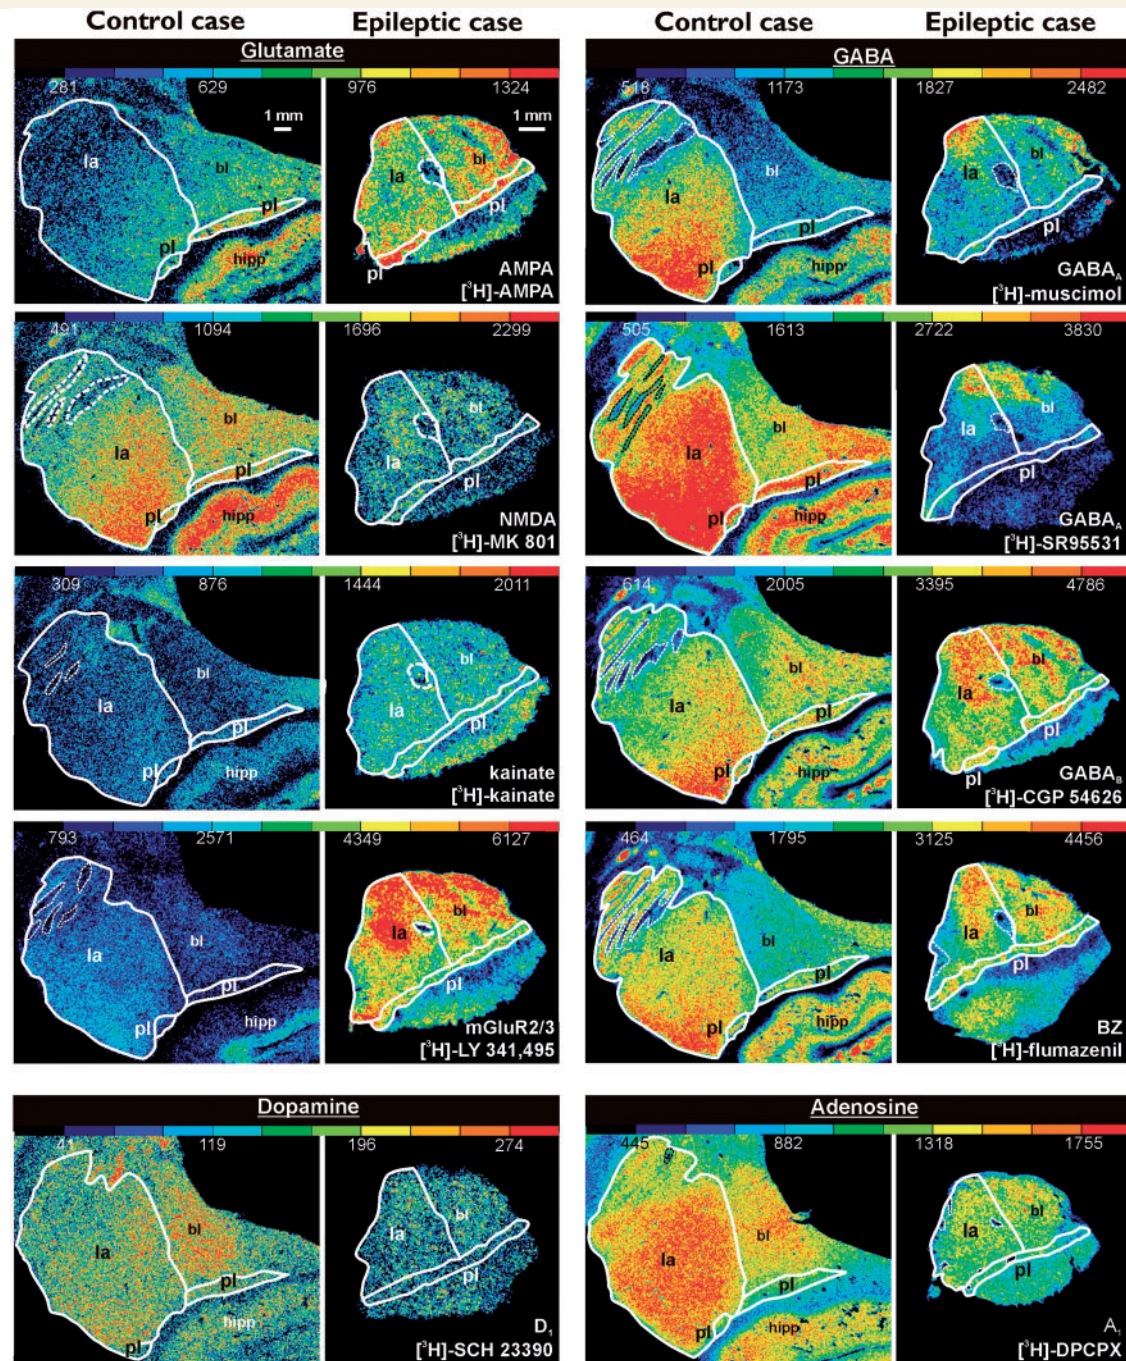 Control case Epileptic case Control case Epileptic case
Glutamate
281 629 976 1324
1 mm 1 mm
la bl pl pl hipp
la bl pl pl
AMPA
[³H]-AMPA
GABA
518 1173 1827 2482
la bl pl pl hipp
la bl pl
GABAA
[³H]-muscimol
491 1094 1696 2299
la bl pl pl hipp
la bl pl
NMDA
[³H]-MK 801
505 1613 2722 3830
la bl pl pl hipp
la bl pl
GABAA
[³H]-SR95531
309 876 1444 2011
la bl pl pl hipp
la bl pl
kainate
[³H]-kainate
614 2005 3395 4786
la bl pl pl hipp
la bl pl pl
GABAB
[³H]-CGP 54626
793 2571 4349 6127
la bl pl pl hipp
la bl pl
mGluR2/3
[³H]-LY 341,495
464 1795 3125 4456
la bl pl pl hipp
la bl pl
BZ
[³H]-flumazenil
Dopamine
41 119 196 274
la bl pl pl hipp
la bl pl
D₁
[³H]-SCH 23390
Adenosine
445 882 1318 1755
la bl pl pl hipp
la bl pl
A₁
[³H]-DPCPX